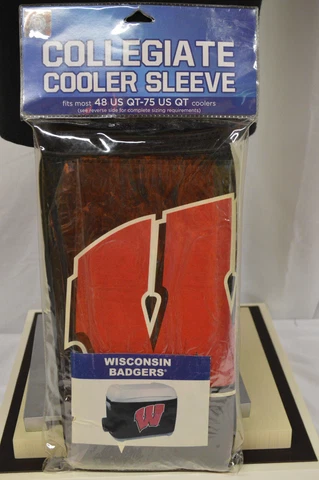 COLLEGIATE
COOLER SLEEVE
fits most 48 US QT-75 US QT coolers
(see reverse side for complete sizing requirements)
W
WISCONSIN
BADGERS®
W